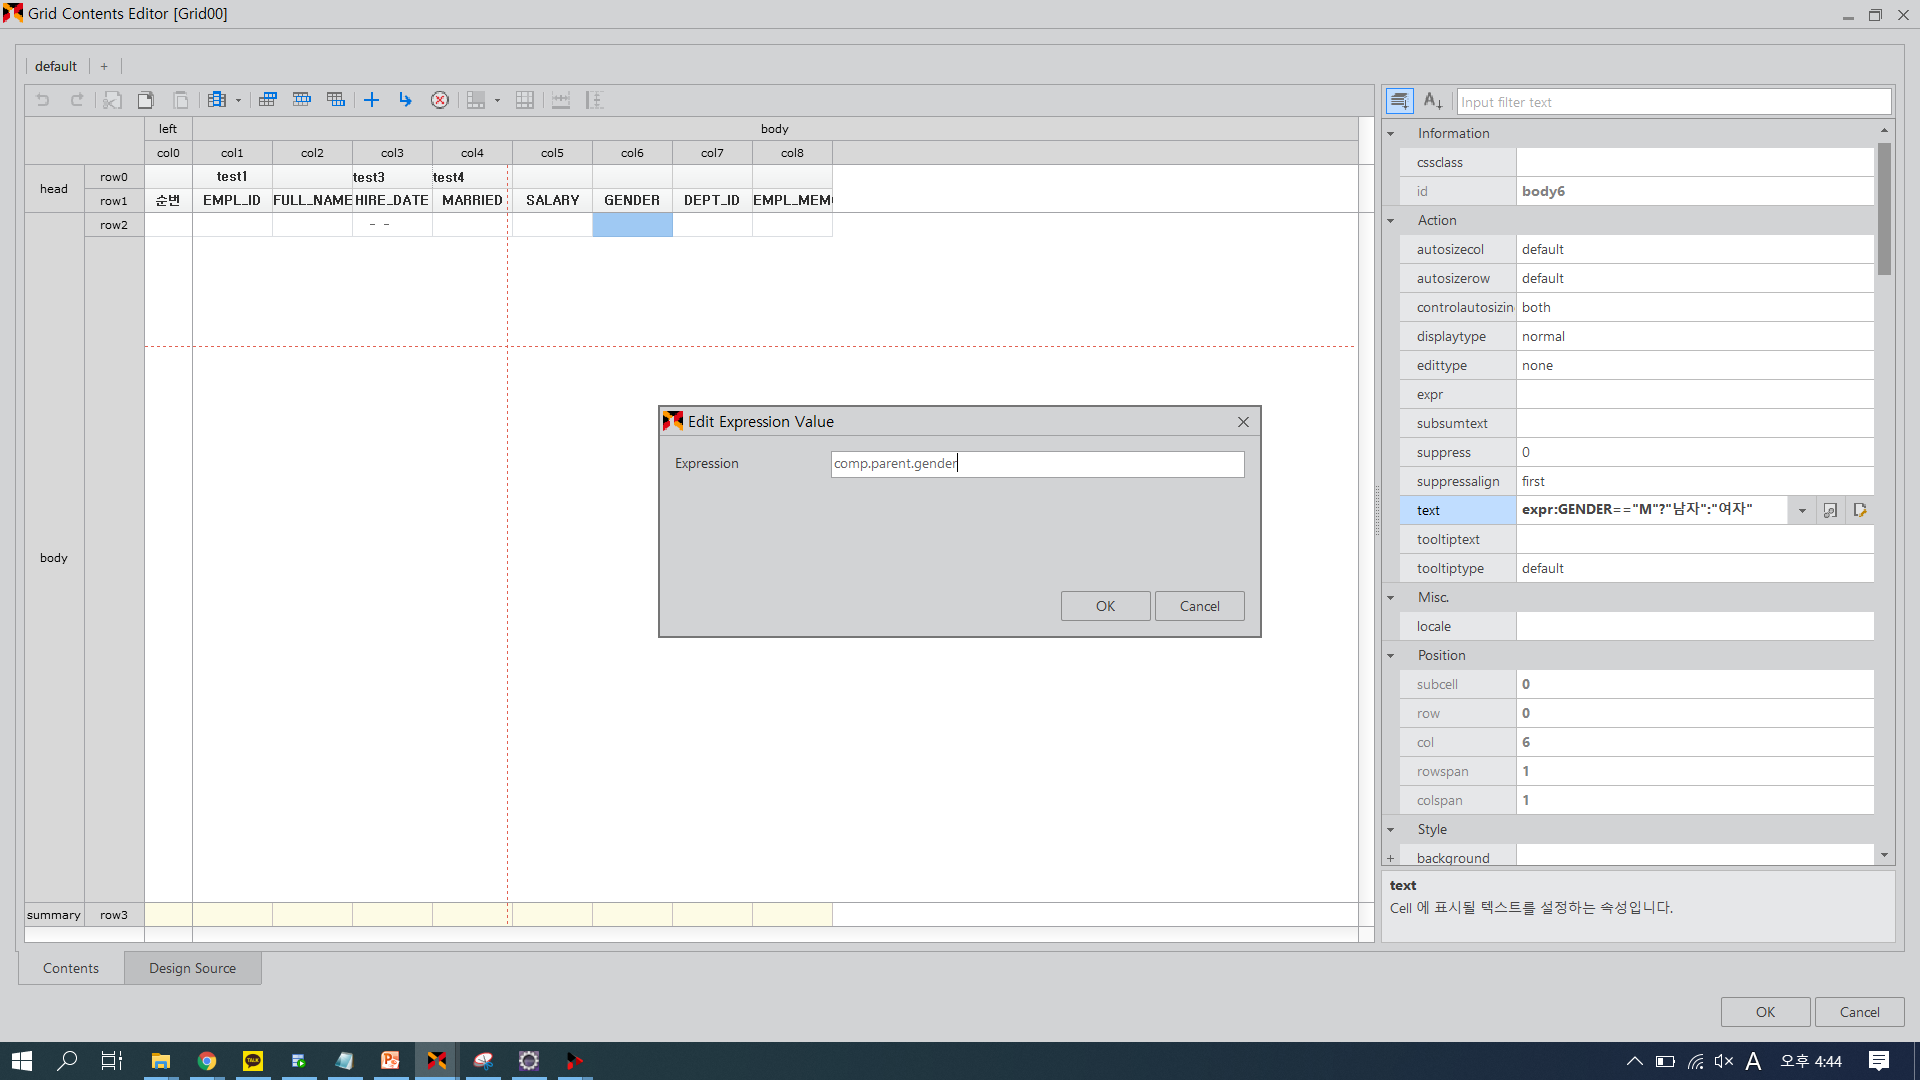 Grid Contents Editor [Grid00]
default +
left body
col0 col1 col2 col3 col4 col5 col6 col7 col8
head row0 test1 test3 test4
row1 순번 EMPL_ID FULL_NAME HIRE_DATE MARRIED SALARY GENDER DEPT_ID EMPL_MEM
row2 - -
body
summary row3
Contents Design Source
Edit Expression Value
Expression comp.parent.gender
OK Cancel
Input filter text
Information
cssclass
id body6
Action
autosizecol default
autosizerow default
controlautosizin both
displaytype normal
edittype none
expr
subsumtext
suppress 0
suppressalign first
text expr:GENDER=="M"?"남자":"여자"
tooltiptext
tooltiptype default
Misc.
locale
Position
subcell 0
row 0
col 6
rowspan 1
colspan 1
Style
+ background
text
Cell 에 표시될 텍스트를 설정하는 속성입니다.
OK Cancel
TALK
A 오후 4:44